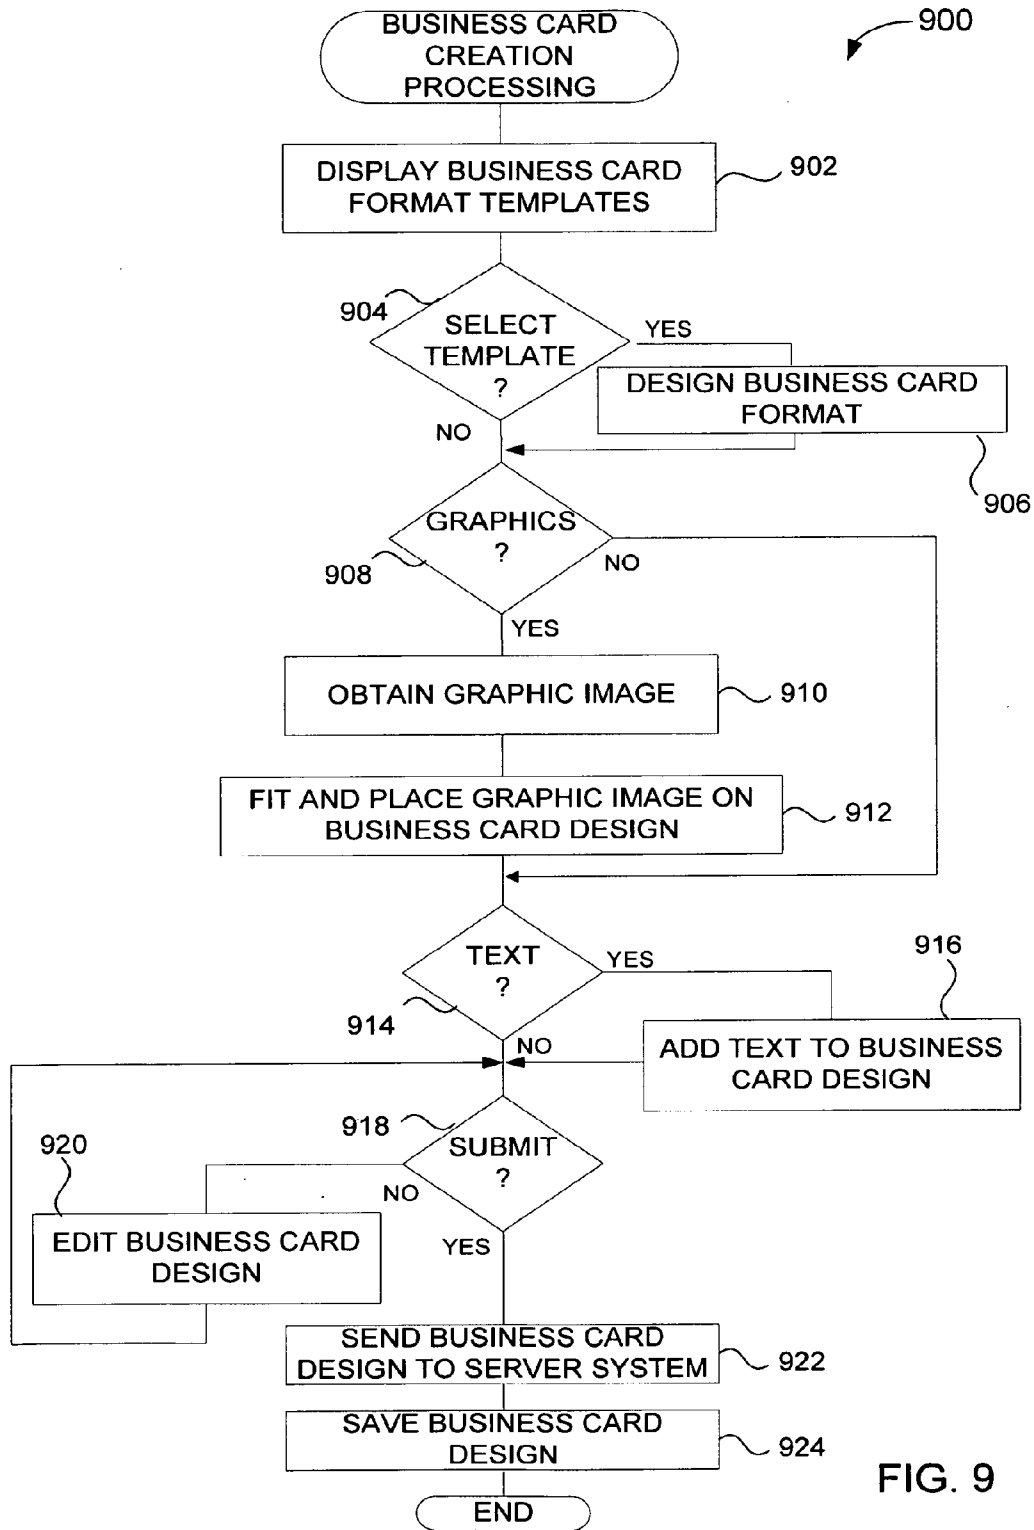 BUSINESS CARD
CREATION
PROCESSING
900
DISPLAY BUSINESS CARD
FORMAT TEMPLATES
902
904
SELECT
TEMPLATE
?
YES
NO
DESIGN BUSINESS CARD
FORMAT
906
GRAPHICS
?
908
NO
YES
OBTAIN GRAPHIC IMAGE
910
FIT AND PLACE GRAPHIC IMAGE ON
BUSINESS CARD DESIGN
912
TEXT
?
YES
914
NO
916
ADD TEXT TO BUSINESS
CARD DESIGN
918
SUBMIT
?
NO
YES
920
EDIT BUSINESS CARD
DESIGN
SEND BUSINESS CARD
DESIGN TO SERVER SYSTEM
922
SAVE BUSINESS CARD
DESIGN
924
END
FIG. 9